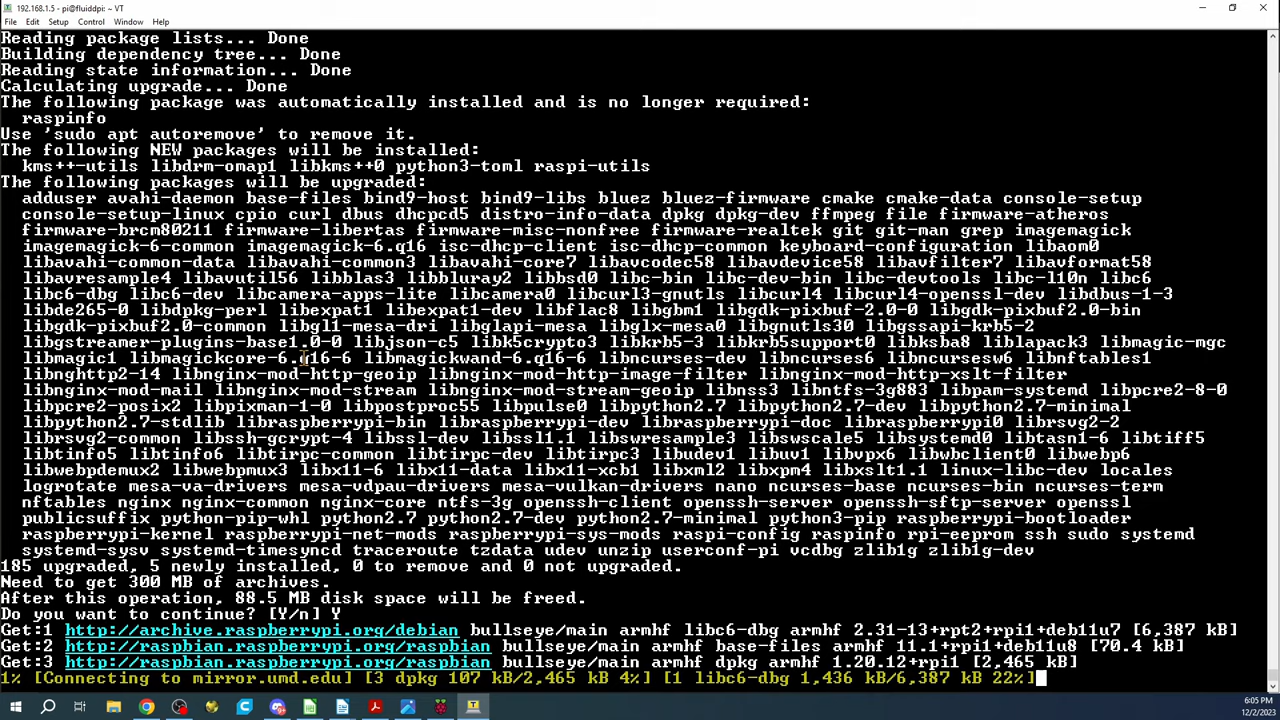 192.168.1.5 - pi@fluiddpi: ~ VT
File Edit Setup Control Window Help
Reading package lists... Done
Building dependency tree... Done
Reading state information... Done
Calculating upgrade... Done
The following package was automatically installed and is no longer required:
raspinfo
Use 'sudo apt autoremove' to remove it.
The following NEW packages will be installed:
kms++-utils libdrm-omap1 libkms++0 python3-toml raspi-utils
The following packages will be upgraded:
adduser avahi-daemon base-files bind9-host bind9-libs bluez bluez-firmware cmake cmake-data console-setup
console-setup-linux cpio curl dbus dhcpcd5 distro-info-data dpkg dpkg-dev ffmpeg file firmware-atheros
firmware-brcm80211 firmware-libertas firmware-misc-nonfree firmware-realtek git git-man grep imagemagick
imagemagick-6-common imagemagick-6.q16 isc-dhcp-client isc-dhcp-common keyboard-configuration libaom0
libavahi-common-data libavahi-common3 libavahi-core7 libavcodec58 libavdevice58 libavfilter7 libavformat58
libavresample4 libavutil56 libblas3 libbluray2 libbsd0 libc-bin libc-dev-bin libc-devtools libc-l10n libc6
libc6-dbg libc6-dev libcamera-apps-lite libcamera0 libcurl3-gnutls libcurl4 libcurl4-openssl-dev libdbus-1-3
libde265-0 libdpkg-perl libexpat1 libexpat1-dev libflac8 libgbm1 libgdk-pixbuf-2.0-0 libgdk-pixbuf2.0-bin
libgdk-pixbuf2.0-common libgl1-mesa-dri libglapi-mesa libglx-mesa0 libgnutls30 libgssapi-krb5-2
libgstreamer-plugins-base1.0-0 libjson-c5 libk5crypto3 libkrb5-3 libkrb5support0 libksba8 liblapack3 libmagic-mgc
libmagic1 libmagickcore-6.q16-6 libmagickwand-6.q16-6 libncurses-dev libncurses6 libncursesw6 libnftables1
libnghttp2-14 libnginx-mod-http-geoip libnginx-mod-http-image-filter libnginx-mod-http-xslt-filter
libnginx-mod-mail libnginx-mod-stream libnginx-mod-stream-geoip libnss3 libntfs-3g883 libpam-systemd libpcre2-8-0
libpcre2-posix2 libpixman-1-0 libpostproc55 libpulse0 libpython2.7 libpython2.7-dev libpython2.7-minimal
libpython2.7-stdlib libraspberrypi-bin libraspberrypi-dev libraspberrypi-doc libraspberrypi0 librsvg2-2
librsvg2-common libssh-gcrypt-4 libssl-dev libssl1.1 libswresample3 libswscale5 libsystemd0 libtasn1-6 libtiff5
libtinfo5 libtinfo6 libtirpc-common libtirpc-dev libtirpc3 libudev1 libuv1 libvpx6 libwbclient0 libwebp6
libwebpdemux2 libwebpmux3 libx11-6 libx11-data libx11-xcb1 libxml2 libxpm4 libxslt1.1 linux-libc-dev locales
logrotate mesa-va-drivers mesa-vdpau-drivers mesa-vulkan-drivers nano ncurses-base ncurses-bin ncurses-term
nftables nginx nginx-common nginx-core ntfs-3g openssh-client openssh-server openssh-sftp-server openssl
publicsuffix python-pip-whl python2.7 python2.7-dev python2.7-minimal python3-pip raspberrypi-bootloader
raspberrypi-kernel raspberrypi-net-mods raspberrypi-sys-mods raspi-config raspinfo rpi-eeprom ssh sudo systemd
systemd-sysv systemd-timesyncd traceroute tzdata udev unzip userconf-pi vcdbg zlib1g zlib1g-dev
185 upgraded, 5 newly installed, 0 to remove and 0 not upgraded.
Need to get 300 MB of archives.
After this operation, 88.5 MB disk space will be freed.
Do you want to continue? [Y/n] Y
Get:1 http://archive.raspberrypi.org/debian bullseye/main armhf libc6-dbg armhf 2.31-13+rpt2+rpi1+deb11u7 [6,387 kB]
Get:2 http://raspbian.raspberrypi.org/raspbian bullseye/main armhf base-files armhf 11.1+rpi1+deb11u8 [70.4 kB]
Get:3 http://raspbian.raspberrypi.org/raspbian bullseye/main armhf dpkg armhf 1.20.12+rpi1 [2,465 kB]
1% [Connecting to mirror.umd.edu] [3 dpkg 107 kB/2,465 kB 4%] [1 libc6-dbg 1,436 kB/6,387 kB 22%]
6:05 PM
12/2/2023